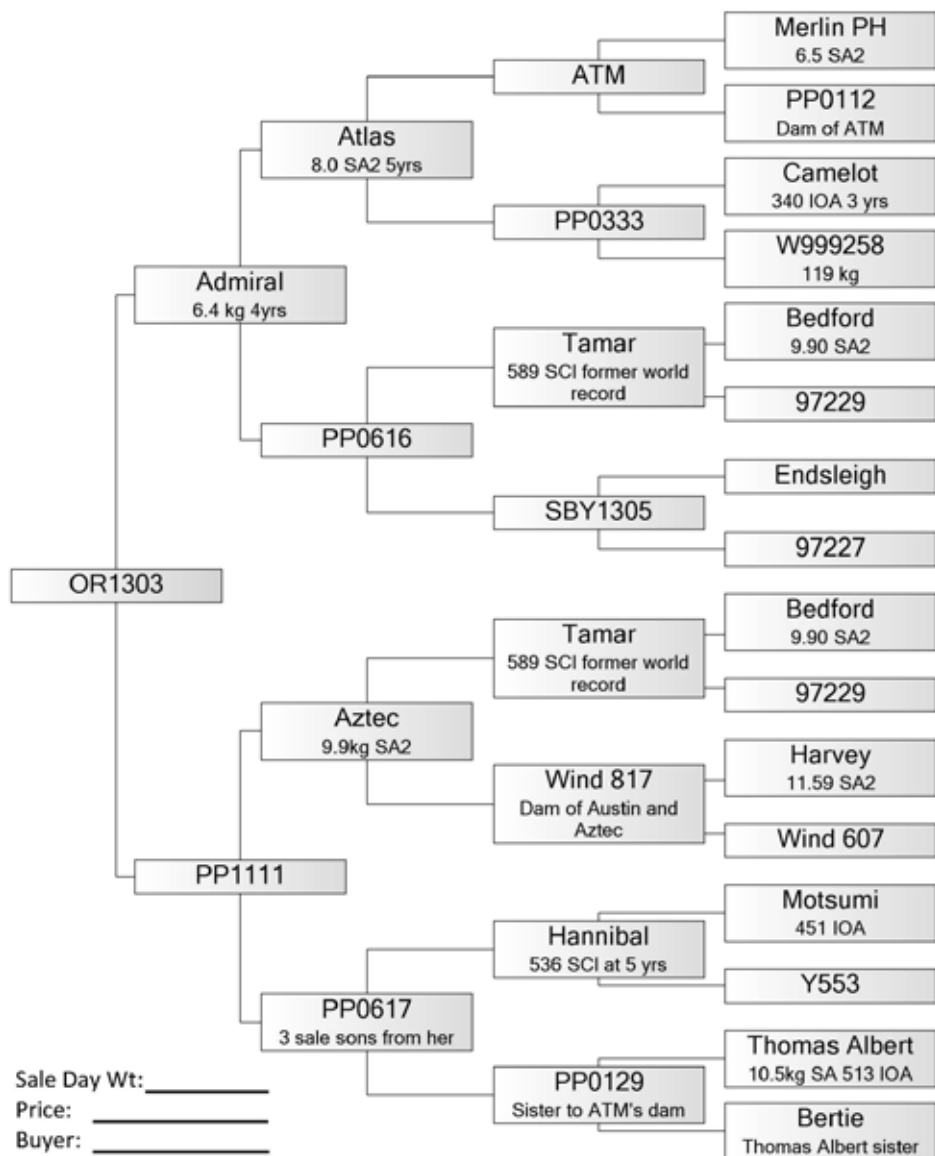 Merlin PH
6.5 SA2
ATM
PP0112
Dam of ATM
Atlas
8.0 SA2 5yrs
Camelot
340 IOA 3 yrs
PP0333
W999258
119 kg
Admiral
6.4 kg 4yrs
Bedford
9.90 SA2
Tamar
589 SCI former world
record
97229
PP0616
Endsleigh
SBY1305
97227
OR1303
Bedford
9.90 SA2
Tamar
589 SCI former world
record
97229
Aztec
9.9kg SA2
Harvey
11.59 SA2
Wind 817
Dam of Austin and
Aztec
Wind 607
PP1111
Motsumi
451 IOA
Hannibal
536 SCI at 5 yrs
Y553
PP0617
3 sale sons from her
Thomas Albert
10.5kg SA 513 IOA
PP0129
Sister to ATM's dam
Bertie
Thomas Albert sister
Sale Day Wt:
Price:
Buyer: